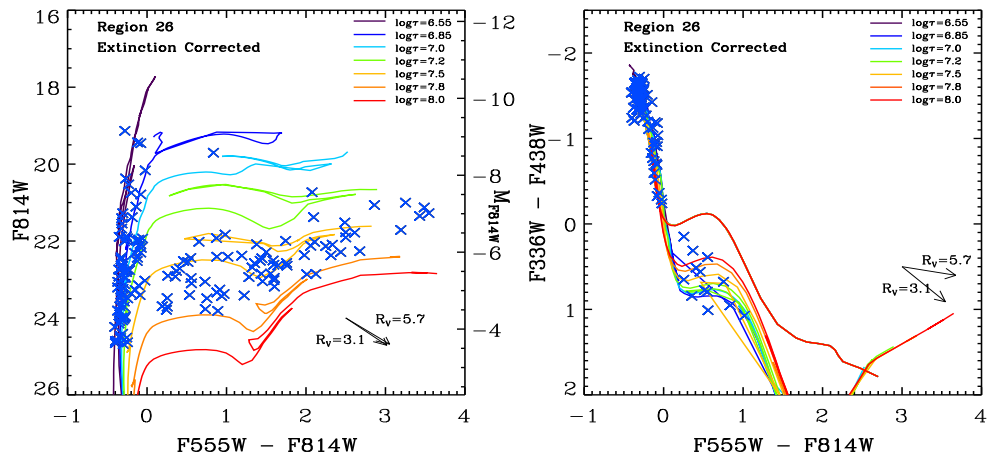 Region 26
Extinction Corrected
logτ=6.55
logτ=6.85
logτ=7.0
logτ=7.2
logτ=7.5
logτ=7.8
logτ=8.0
16
18
20
22
24
26
F814W
−12
−10
−8
−6
−4
M_F814W
R_V=5.7
R_V=3.1
−1 0 1 2 3 4
F555W − F814W
Region 26
Extinction Corrected
logτ=6.55
logτ=6.85
logτ=7.0
logτ=7.2
logτ=7.5
logτ=7.8
logτ=8.0
−2
−1
0
1
2
F336W − F438W
R_V=5.7
R_V=3.1
−1 0 1 2 3 4
F555W − F814W